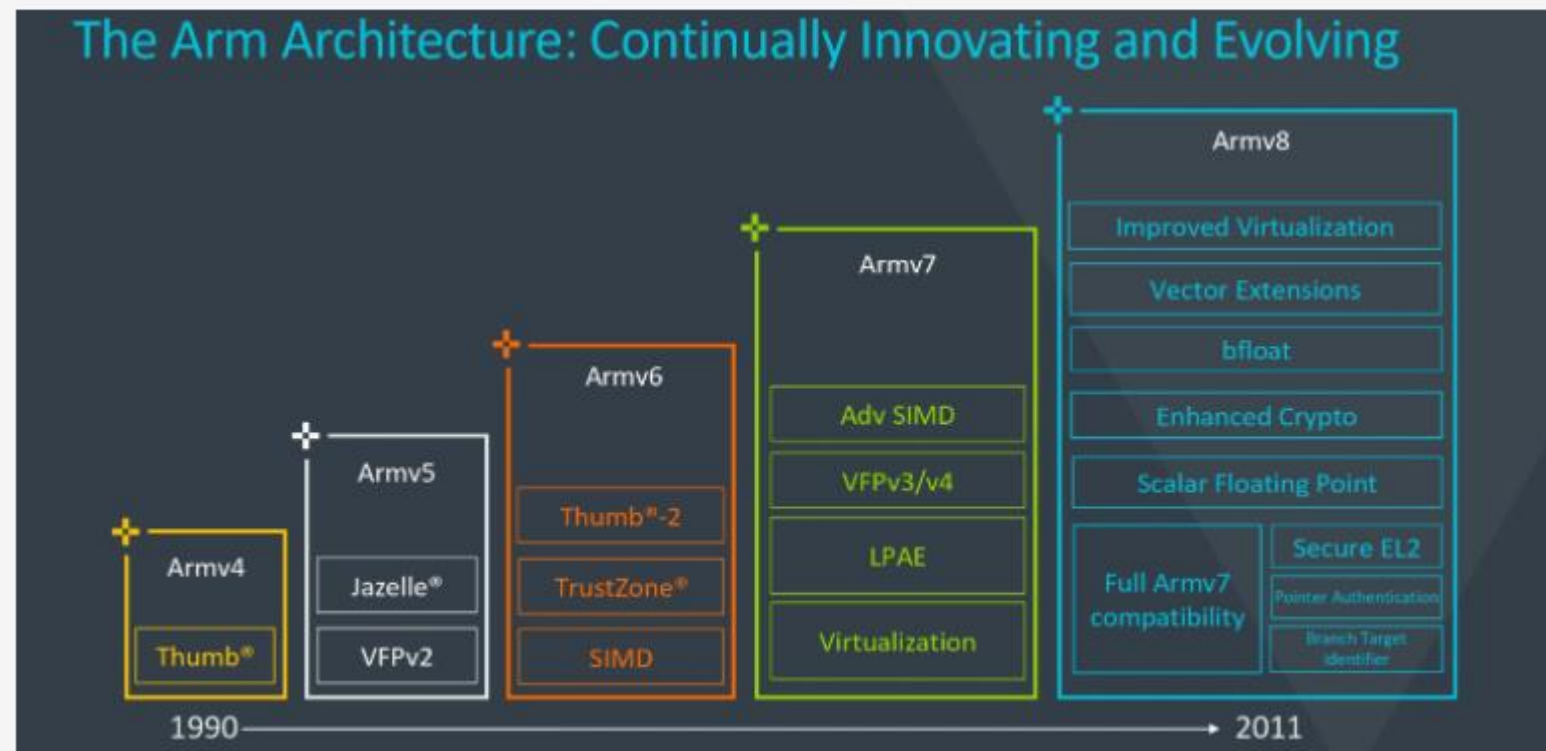 The Arm Architecture: Continually Innovating and Evolving
Armv4
Thumb®
Armv5
Jazelle®
VFPv2
Armv6
Thumb®-2
TrustZone®
SIMD
Armv7
Adv SIMD
VFPv3/v4
LPAE
Virtualization
Armv8
Improved Virtualization
Vector Extensions
bfloat
Enhanced Crypto
Scalar Floating Point
Full Armv7
compatibility
Secure EL2
Pointer Authentication
Branch Target
identifier
1990
2011